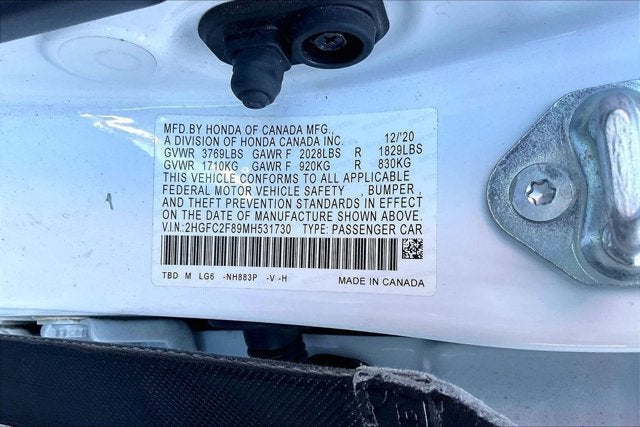 MFD.BY HONDA OF CANADA MFG., 12/'20
A DIVISION OF HONDA CANADA INC.
GVWR 3769LBS GAWR F 2028LBS R 1829LBS
GVWR 1710KG GAWR F 920KG R 830KG
THIS VEHICLE CONFORMS TO ALL APPLICABLE
FEDERAL MOTOR VEHICLE SAFETY , BUMPER ,
AND THEFT PREVENTION STANDARDS IN EFFECT
ON THE DATE OF MANUFACTURE SHOWN ABOVE.
V.I.N.:2HGFC2F89MH531730 TYPE: PASSENGER CAR
TBD M LG6 -NH883P -V -H MADE IN CANADA